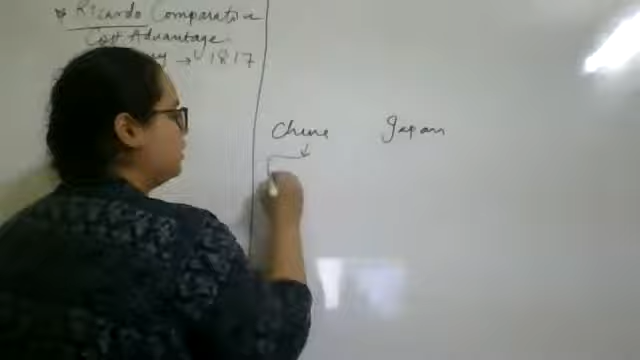 * Ricardo Comparative
Cost Advantage
→ 1817
China Japan